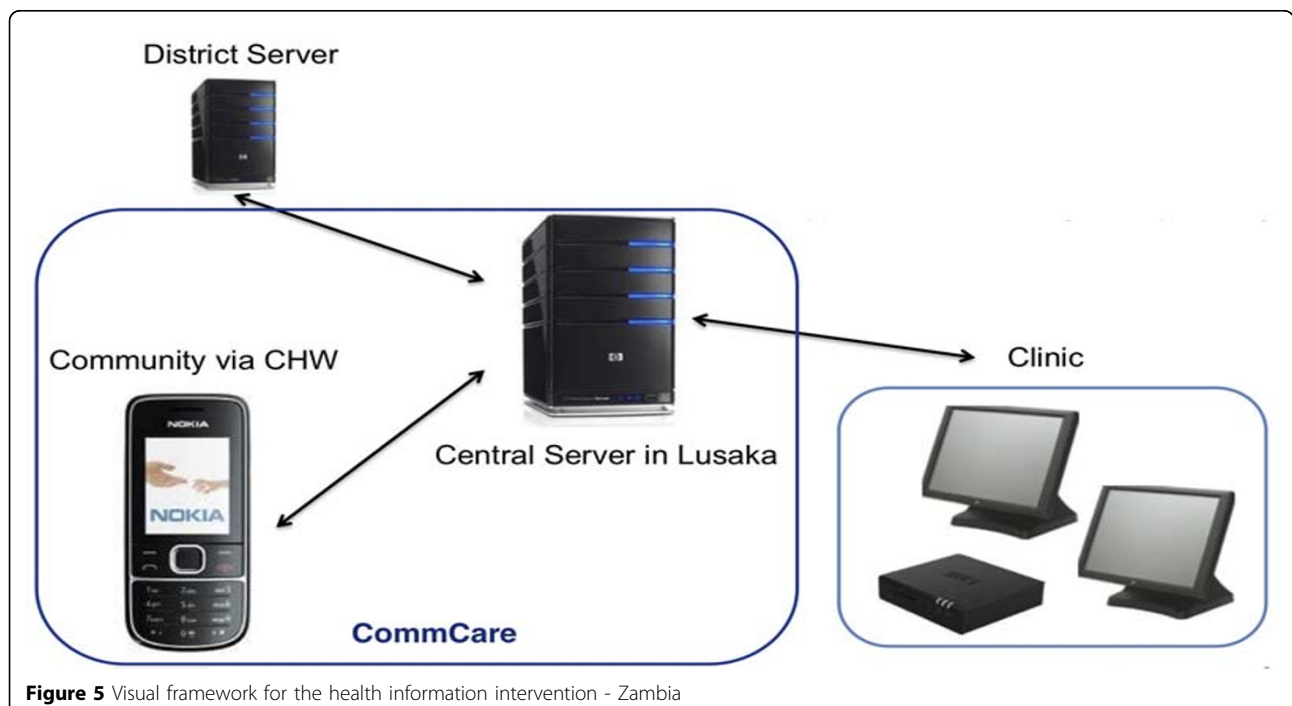 District Server
Community via CHW
NOKIA
NOKIA
Central Server in Lusaka
Clinic
CommCare
Figure 5 Visual framework for the health information intervention - Zambia